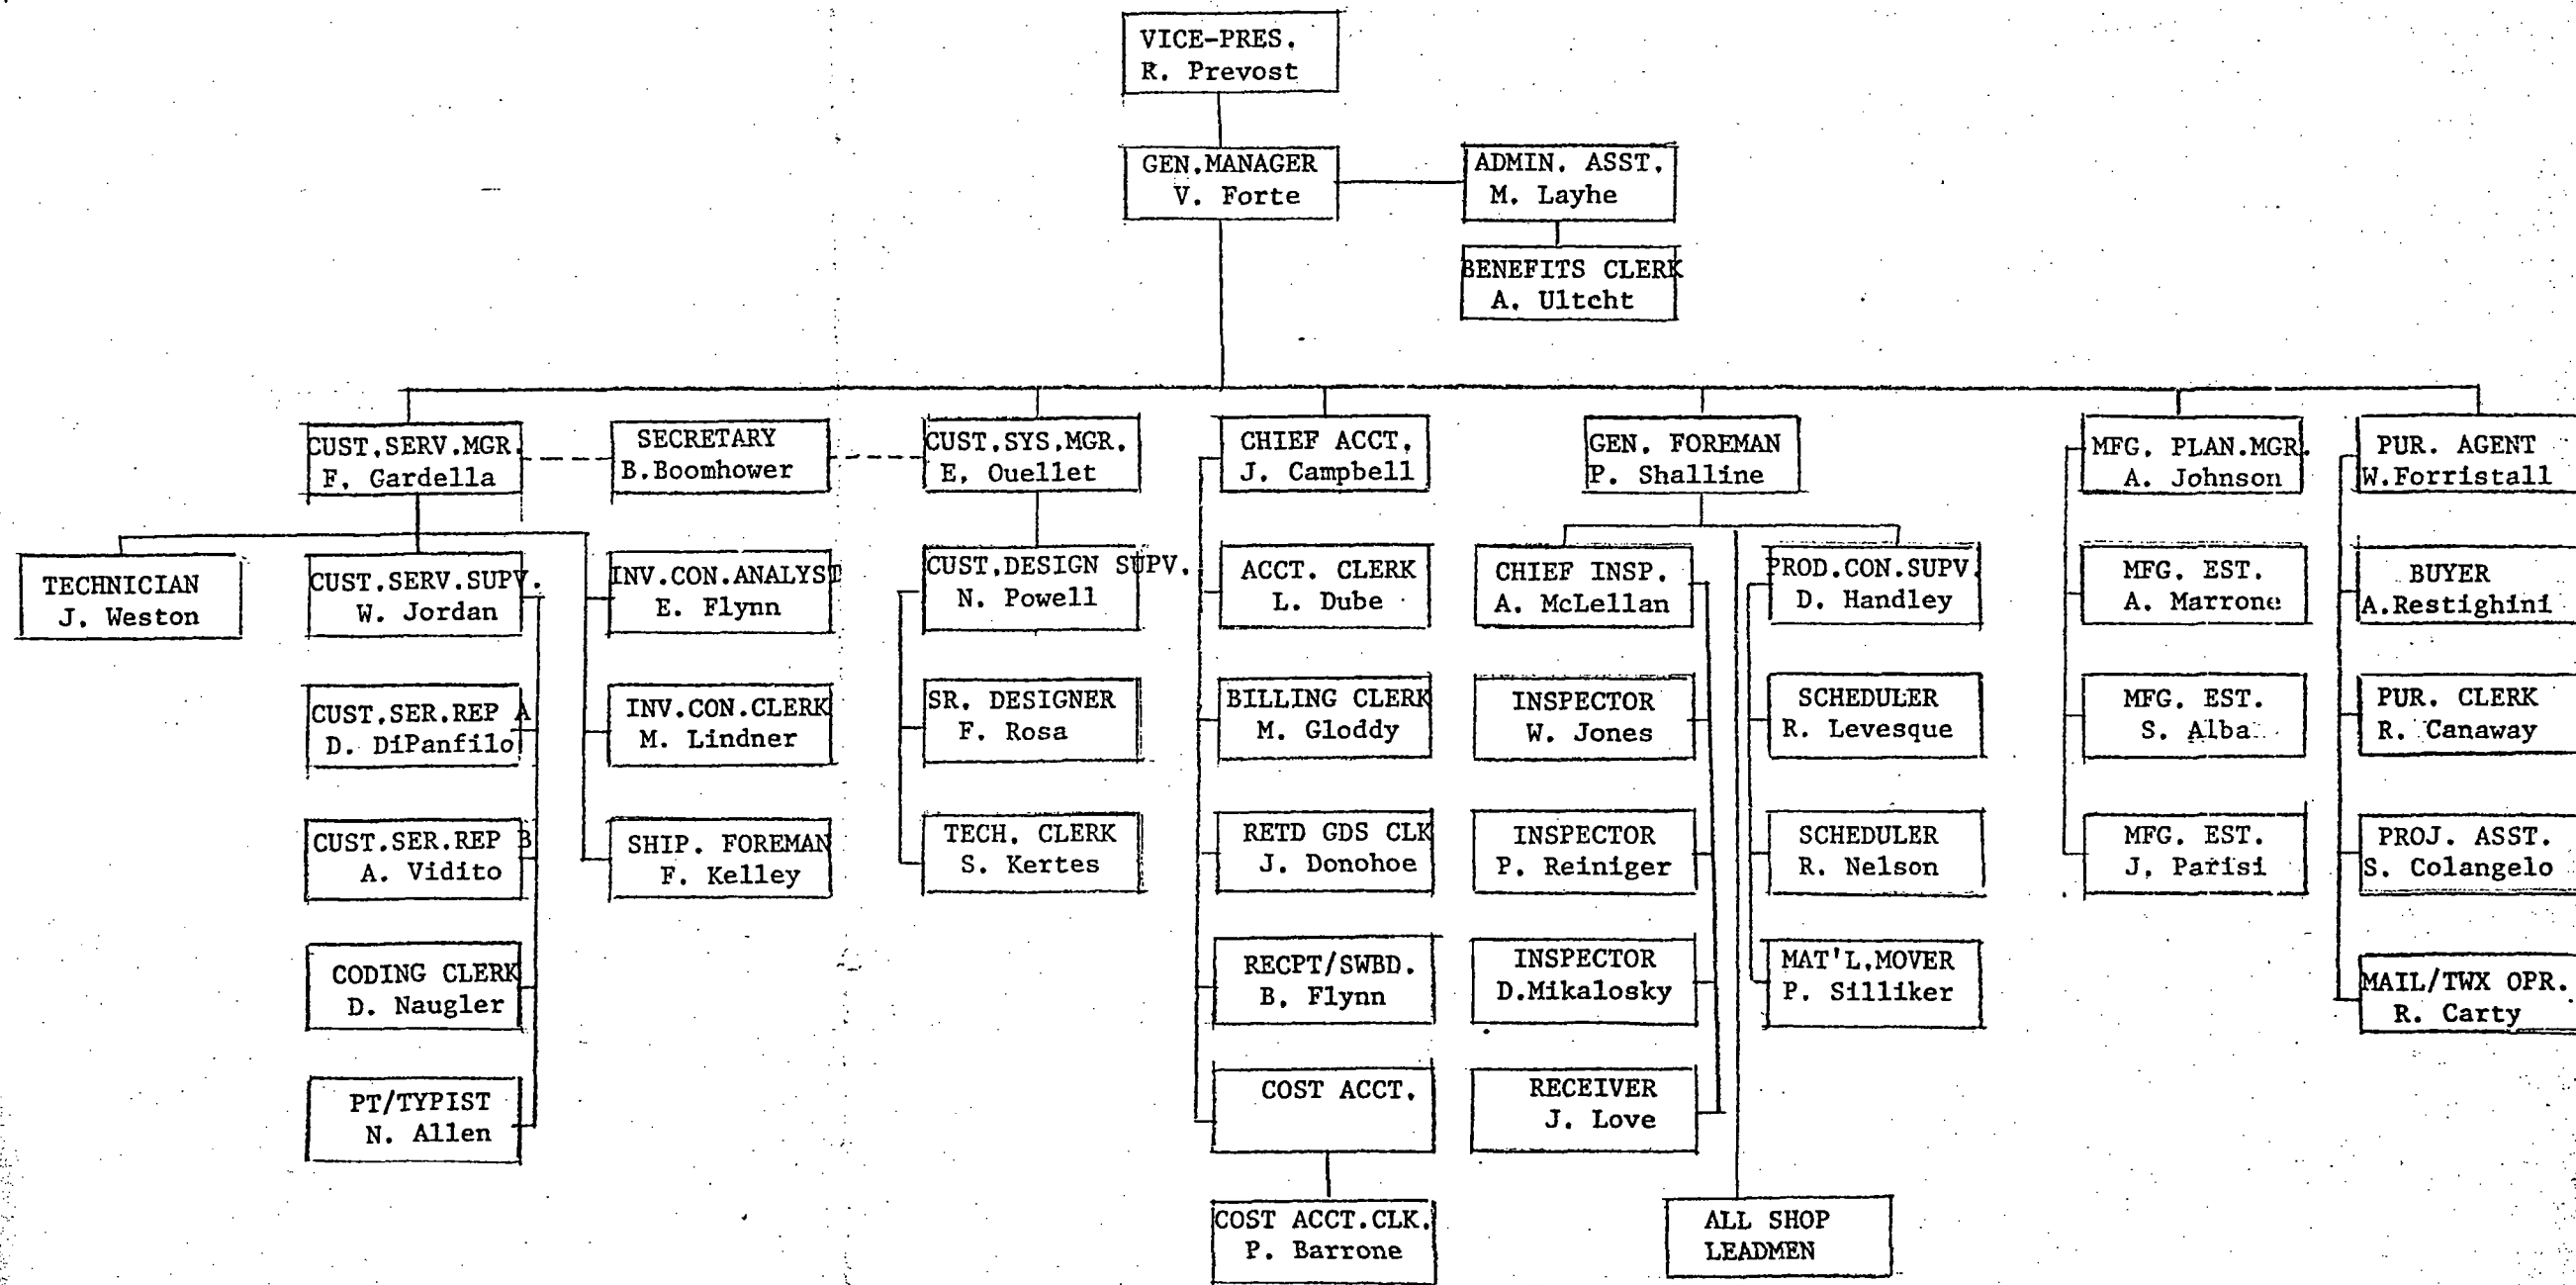 VICE-PRES.
R. Prevost
GEN.MANAGER
V. Forte
ADMIN. ASST.
M. Layhe
BENEFITS CLERK
A. Ultcht
CUST.SERV.MGR.
F. Gardella
SECRETARY
B.Boomhower
CUST.SYS.MGR.
E. Ouellet
CHIEF ACCT.
J. Campbell
GEN. FOREMAN
P. Shalline
MFG. PLAN.MGR.
A. Johnson
PUR. AGENT
W.Forristall
TECHNICIAN
J. Weston
CUST.SERV.SUPV.
W. Jordan
INV.CON.ANALYST
E. Flynn
CUST.DESIGN SUPV.
N. Powell
ACCT. CLERK
L. Dube
CHIEF INSP.
A. McLellan
PROD.CON.SUPV.
D. Handley
MFG. EST.
A. Marrone
BUYER
A.Restighini
CUST.SER.REP A
D. DiPanfilo
INV.CON.CLERK
M. Lindner
SR. DESIGNER
F. Rosa
BILLING CLERK
M. Gloddy
INSPECTOR
W. Jones
SCHEDULER
R. Levesque
MFG. EST.
S. Alba
PUR. CLERK
R. Canaway
CUST.SER.REP B
A. Vidito
SHIP. FOREMAN
F. Kelley
TECH. CLERK
S. Kertes
RETD GDS CLK
J. Donohoe
INSPECTOR
P. Reiniger
SCHEDULER
R. Nelson
MFG. EST.
J. Parisi
PROJ. ASST.
S. Colangelo
CODING CLERK
D. Naugler
RECPT/SWBD.
B. Flynn
INSPECTOR
D.Mikalosky
MAT'L.MOVER
P. Silliker
MAIL/TWX OPR.
R. Carty
PT/TYPIST
N. Allen
COST ACCT.
RECEIVER
J. Love
COST ACCT.CLK.
P. Barrone
ALL SHOP
LEADMEN